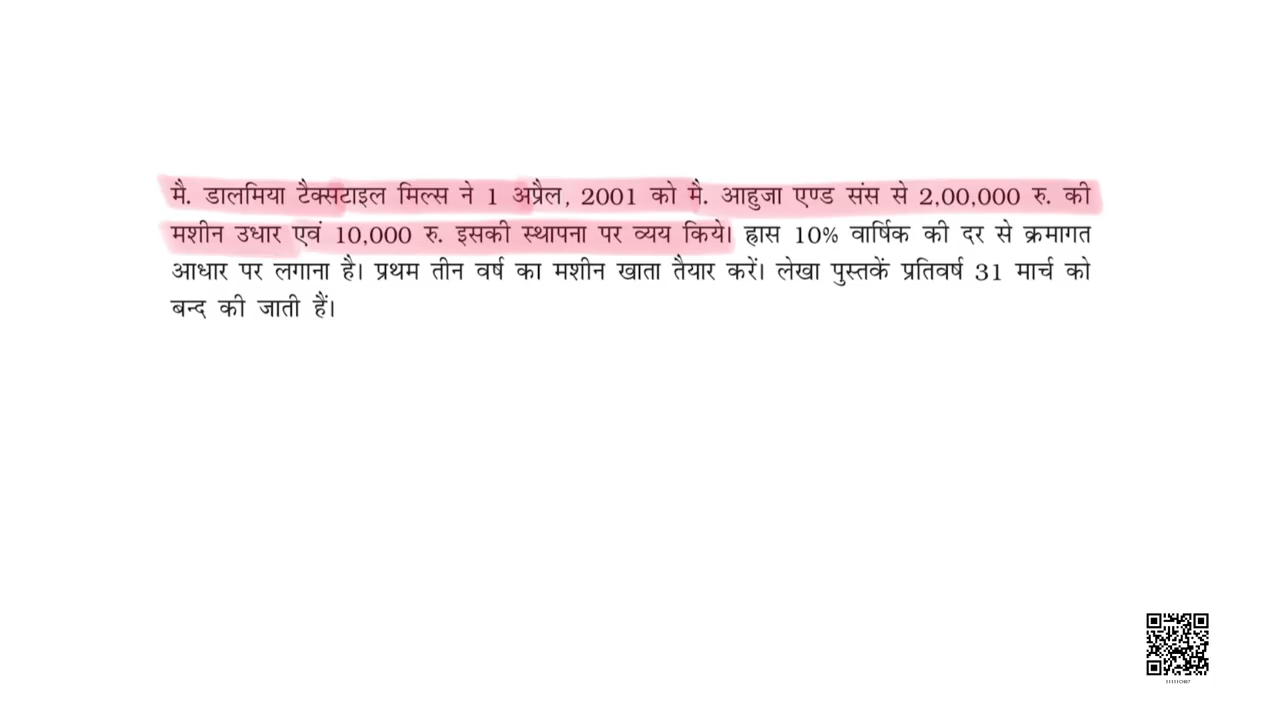 मै. डालमिया टैक्सटाइल मिल्स ने 1 अप्रैल, 2001 को मै. आहुजा एण्ड संस से 2,00,000 रु. की
मशीन उधार एवं 10,000 रु. इसकी स्थापना पर व्यय किये। ह्रास 10% वार्षिक की दर से क्रमागत
आधार पर लगाना है। प्रथम तीन वर्ष का मशीन खाता तैयार करें। लेखा पुस्तकें प्रतिवर्ष 31 मार्च को
बन्द की जाती हैं।